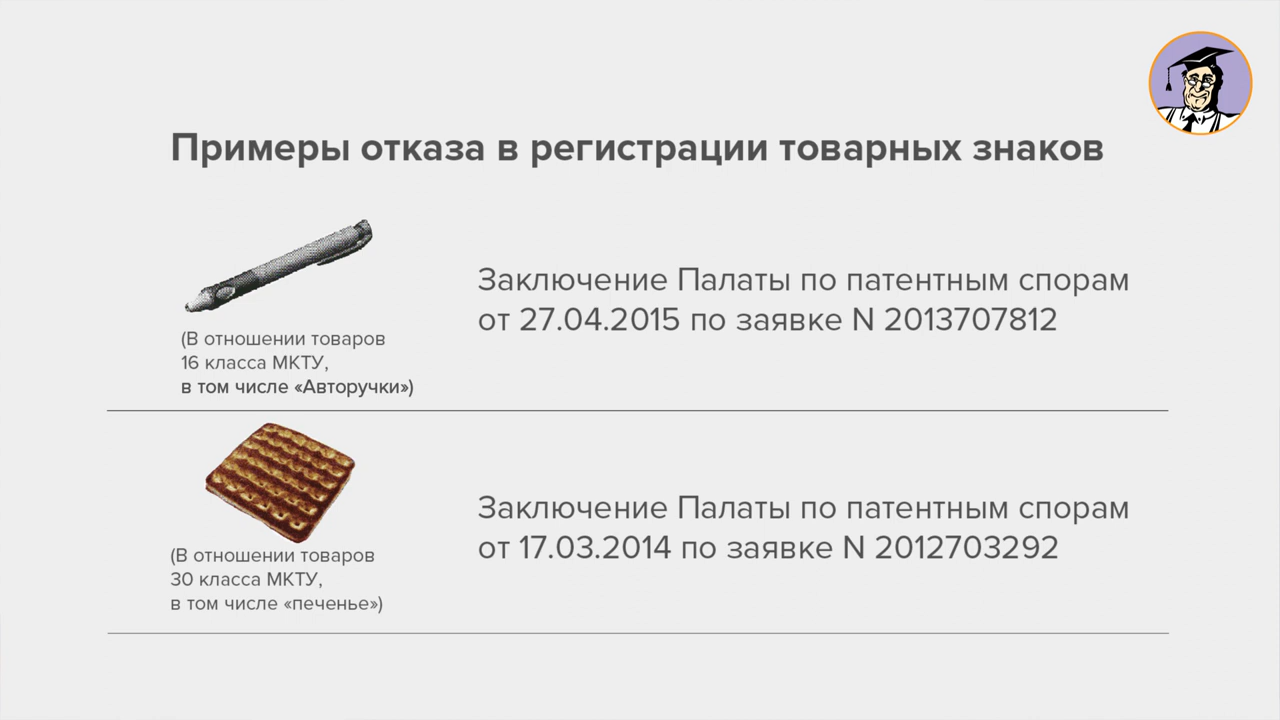 Примеры отказа в регистрации товарных знаков
Заключение Палаты по патентным спорам
от 27.04.2015 по заявке N 2013707812
(В отношении товаров
16 класса МКТУ,
в том числе «Авторучки»)
Заключение Палаты по патентным спорам
от 17.03.2014 по заявке N 2012703292
(В отношении товаров
30 класса МКТУ,
в том числе «печенье»)